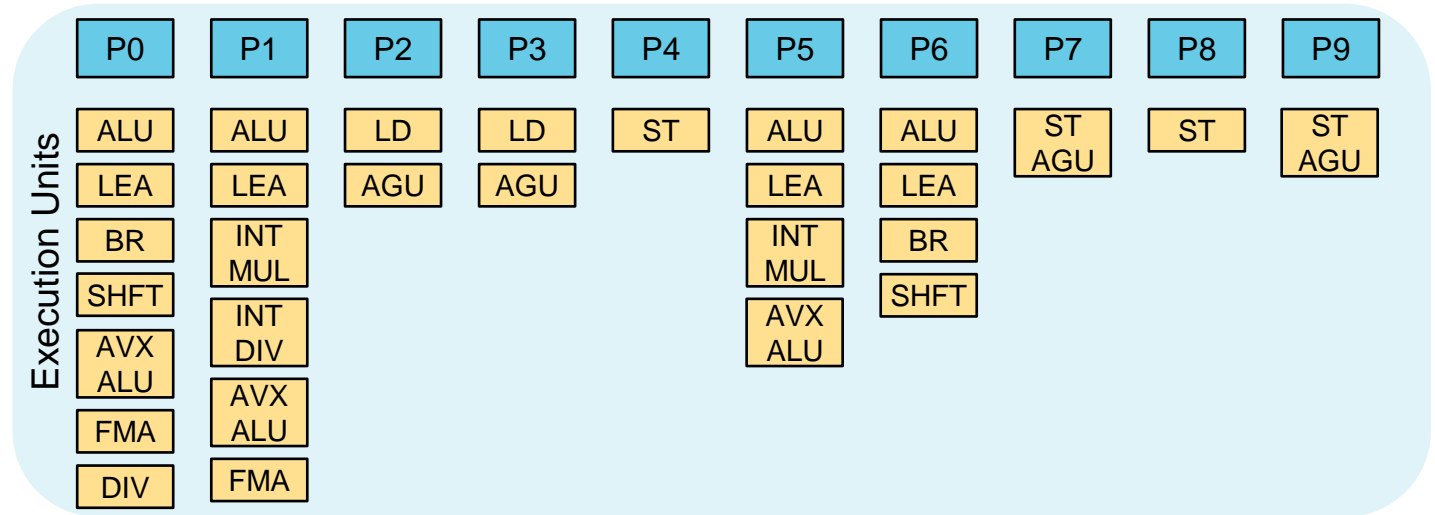 P0
P1
P2
P3
P4
P5
P6
P7
P8
P9
Execution Units
ALU
LEA
BR
SHFT
AVX
ALU
FMA
DIV
ALU
LEA
INT
MUL
INT
DIV
AVX
ALU
FMA
LD
AGU
LD
AGU
ST
ALU
LEA
INT
MUL
AVX
ALU
ALU
LEA
BR
SHFT
ST
AGU
ST
ST
AGU